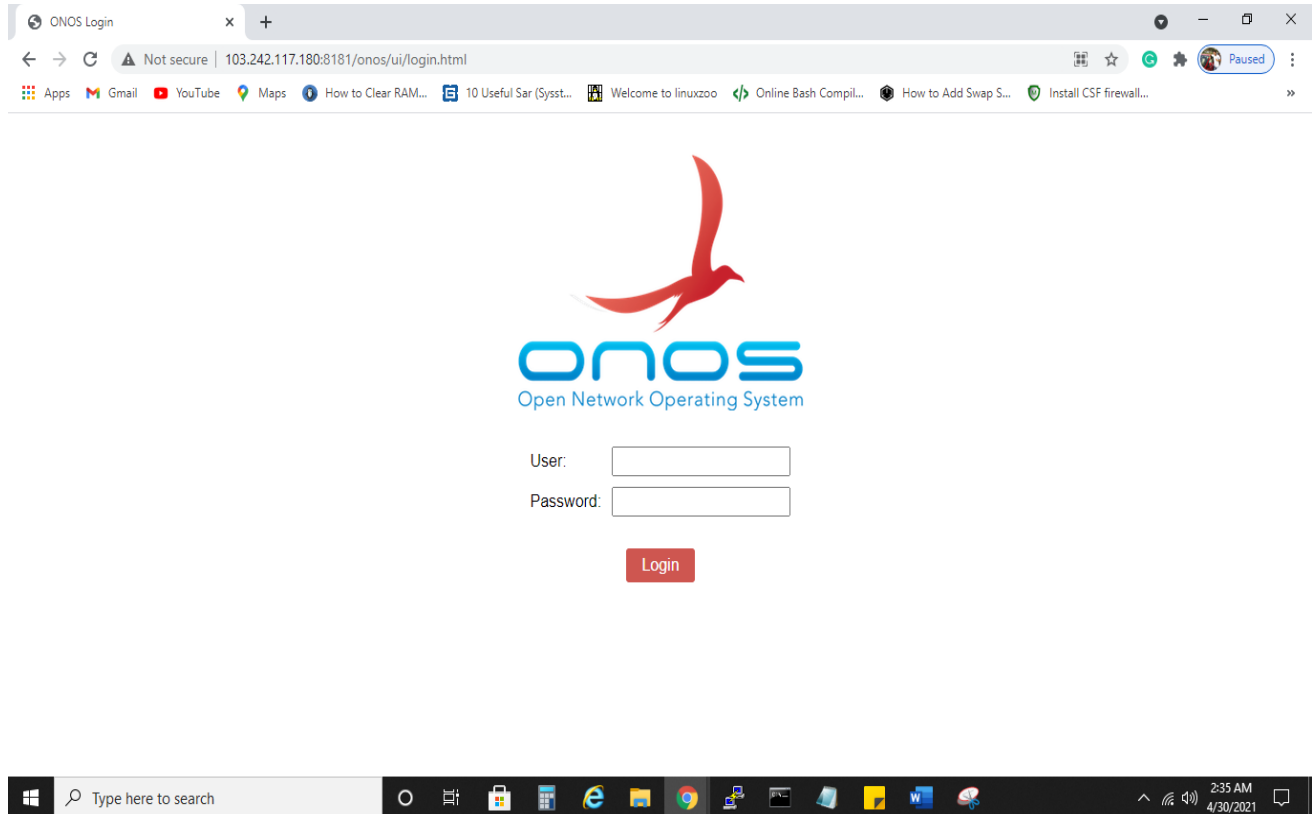 ONOS Login
Not secure | 103.242.117.180:8181/onos/ui/login.html
Paused
Apps Gmail YouTube Maps How to Clear RAM... 10 Useful Sar (Sysst... Welcome to linuxzoo Online Bash Compil... How to Add Swap S... Install CSF firewall... »
onos
Open Network Operating System
User:
Password:
Login
Type here to search
2:35 AM
4/30/2021